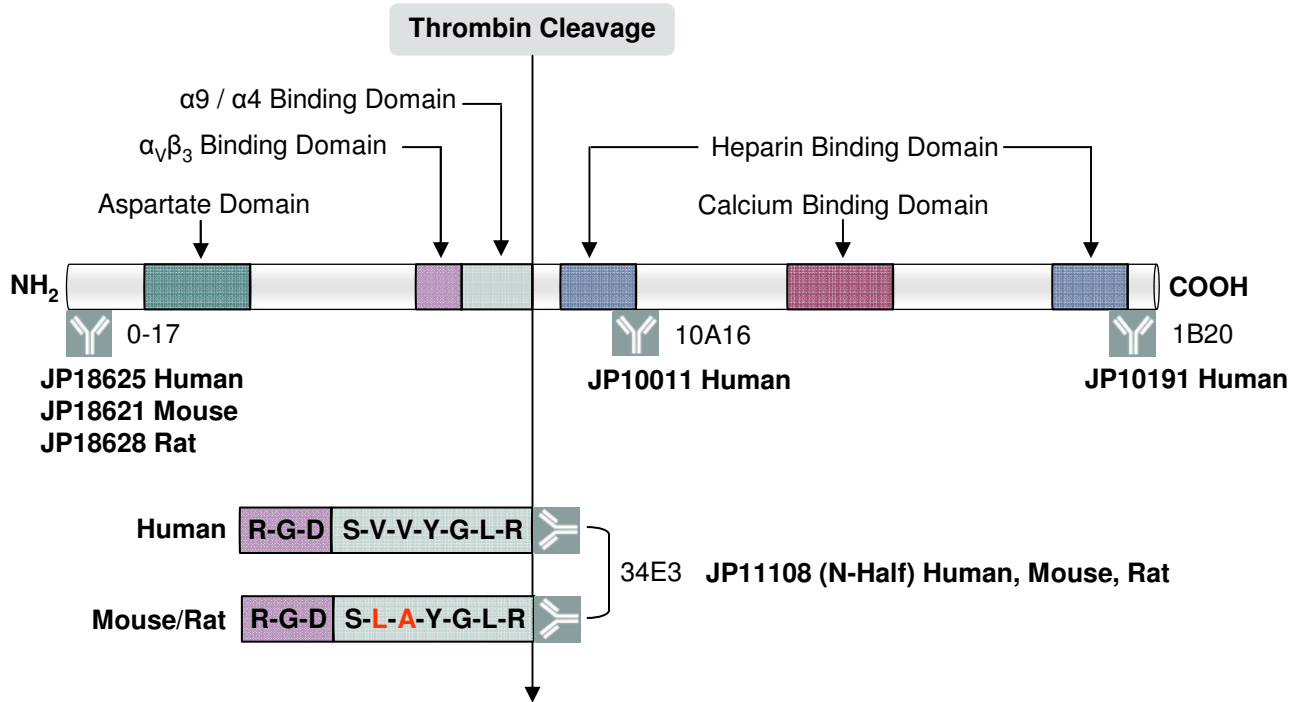 Thrombin Cleavage
α9 / α4 Binding Domain
αVβ3 Binding Domain
Heparin Binding Domain
Aspartate Domain
Calcium Binding Domain
NH2
COOH
0-17
10A16
1B20
JP18625 Human
JP18621 Mouse
JP18628 Rat
JP10011 Human
JP10191 Human
Human R-G-D S-V-V-Y-G-L-R
34E3 JP11108 (N-Half) Human, Mouse, Rat
Mouse/Rat R-G-D S-L-A-Y-G-L-R